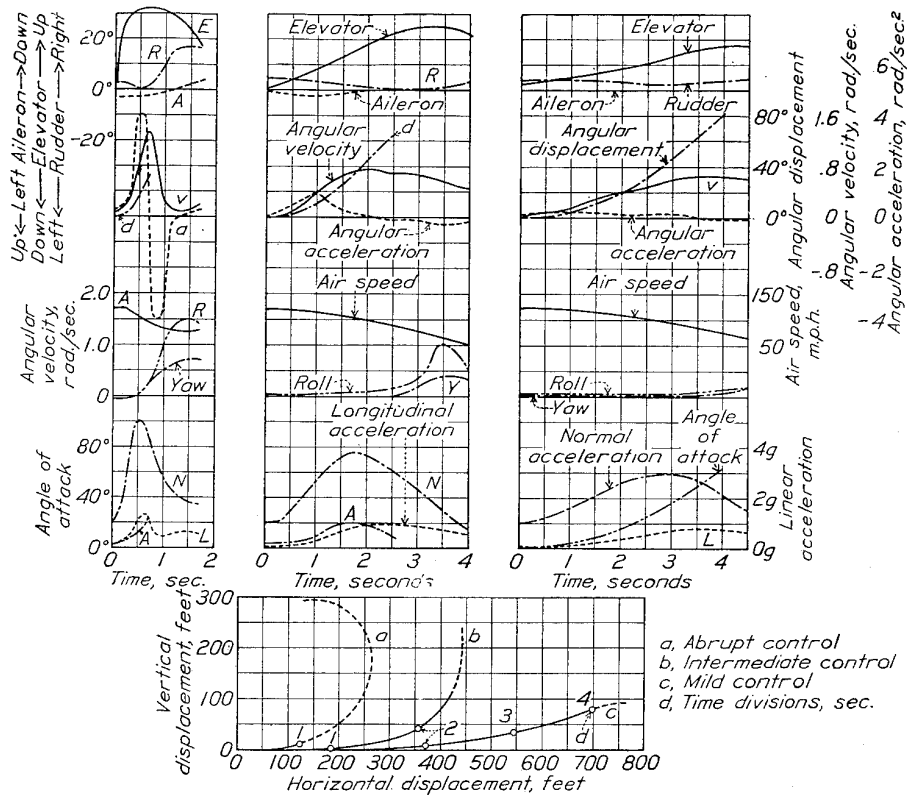 Up<-Left Aileron->Down
Down<—Elevator—>Up
Left<—Rudder—>Right
20°
0°
-20°
E
R
A
v
d
a
Elevator
R
Aileron
Angular velocity
d
Angular acceleration
Elevator
Aileron
Rudder
Angular displacement
v
Angular acceleration
80°
40°
0°
Angular displacement
1.6
.8
0
-.8
Angular velocity, rad/sec.
6
4
2
0
-2
-4
Angular acceleration, rad/sec.²
Angular velocity, rad./sec.
2.0
1.0
0
A
R
Yaw
Air speed
Roll
Y
Air speed
Roll
Yaw
150
50
Air speed, m.p.h.
Angle of attack
80°
40°
0°
N
A
L
Longitudinal acceleration
N
A
Normal acceleration
Angle of attack
L
4g
2g
0g
Linear acceleration
0 1 2
Time, sec.
0 1 2 3 4
Time, seconds
0 1 2 3 4
Time, seconds
Vertical displacement, feet
300
200
100
0
a
b
c
d
1
1
2
3
4
0 100 200 300 400 500 600 700 800
Horizontal displacement, feet
a, Abrupt control
b, Intermediate control
c, Mild control
d, Time divisions, sec.